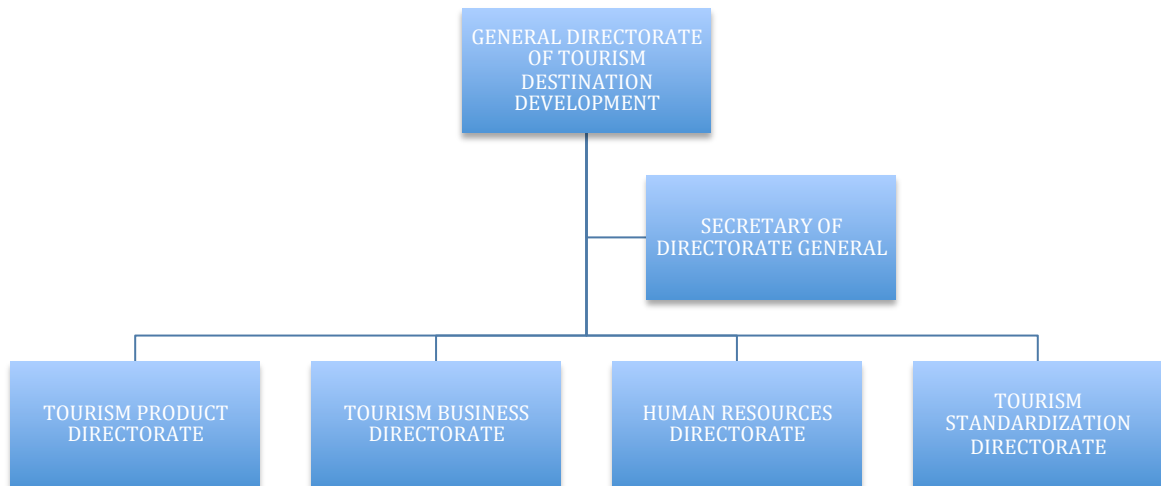 GENERAL DIRECTORATE
OF TOURISM
DESTINATION
DEVELOPMENT
SECRETARY OF
DIRECTORATE GENERAL
TOURISM PRODUCT
DIRECTORATE
TOURISM BUSINESS
DIRECTORATE
HUMAN RESOURCES
DIRECTORATE
TOURISM
STANDARDIZATION
DIRECTORATE